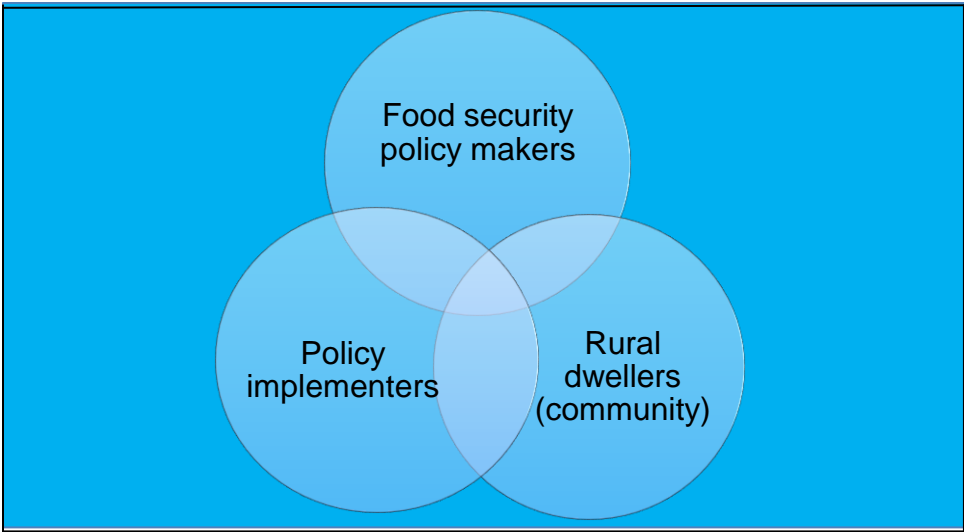 Food security
policy makers
Policy
implementers
Rural
dwellers
(community)